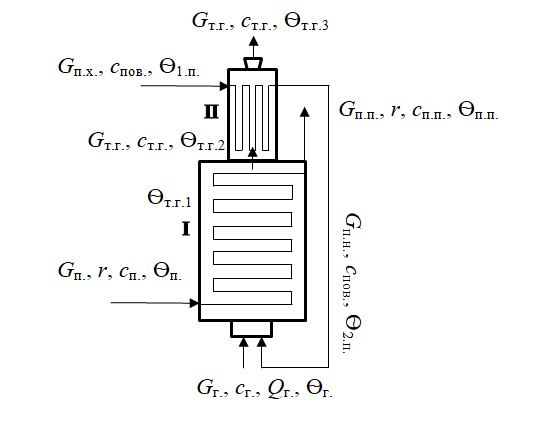 Gт.г., cт.г., Θт.г.3
Gп.х., cпов., Θ1.п.
II
Gп.п., r, cп.п., Θп.п.
Gт.г., cт.г., Θт.г.2
Θт.г.1
I
Gп.н., cпов., Θ2.п.
Gп., r, cп., Θп.
Gг., cг., Qг., Θг.